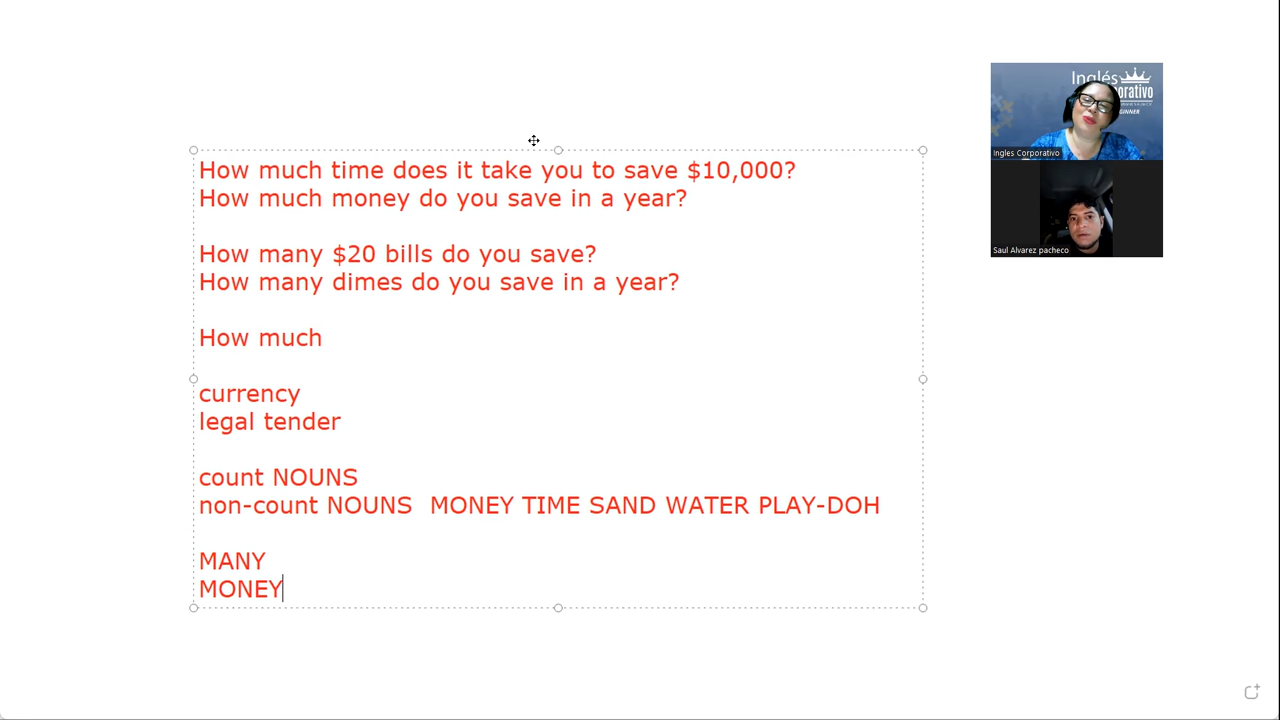 How much time does it take you to save $10,000?
How much money do you save in a year?
How many $20 bills do you save?
How many dimes do you save in a year?
How much
currency
legal tender
count NOUNS
non-count NOUNS MONEY TIME SAND WATER PLAY-DOH
MANY
MONEY
Inglés
orativo
GINNER
Ingles Corporativo
Saul Alvarez pacheco